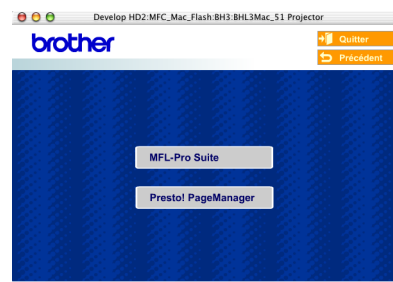 Develop HD2:MFC_Mac_Flash:BH3:BHL3Mac_51 Projector
brother
Quitter
Précédent
MFL-Pro Suite
Presto! PageManager